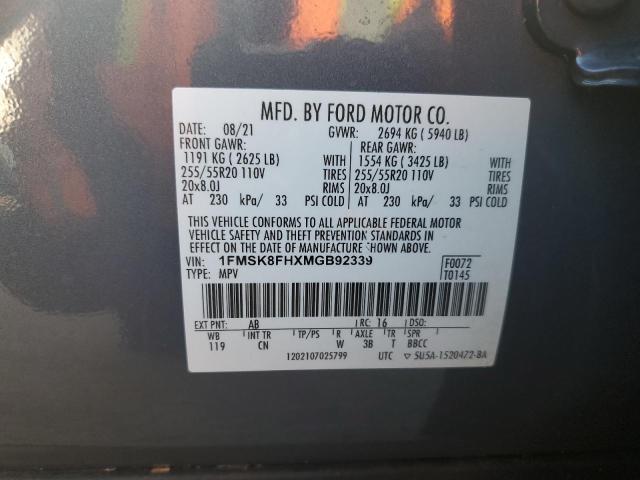 MFD. BY FORD MOTOR CO.
DATE: 08/21 GVWR: 2694 KG ( 5940 LB)
FRONT GAWR: REAR GAWR:
1191 KG ( 2625 LB) 1554 KG ( 3425 LB) WITH
255/55R20 110V 255/55R20 110V TIRES
20x8.0J 20x8.0J RIMS
AT 230 kPa/ 33 PSI COLD AT 230 kPa/ 33 PSI COLD
THIS VEHICLE CONFORMS TO ALL APPLICABLE FEDERAL MOTOR
VEHICLE SAFETY AND THEFT PREVENTION STANDARDS IN
EFFECT ON THE DATE OF MANUFACTURE SHOWN ABOVE.
VIN: 1FMSK8FHXMGB92339 F0072
TYPE: MPV T0145
EXT PNT: AB RC: 16 DSO:
WB INT TR TP/PS R AXLE TR SPR
119 CN W 3B T BBCC
1202107025799 UTC 5U5A-1520472-BA